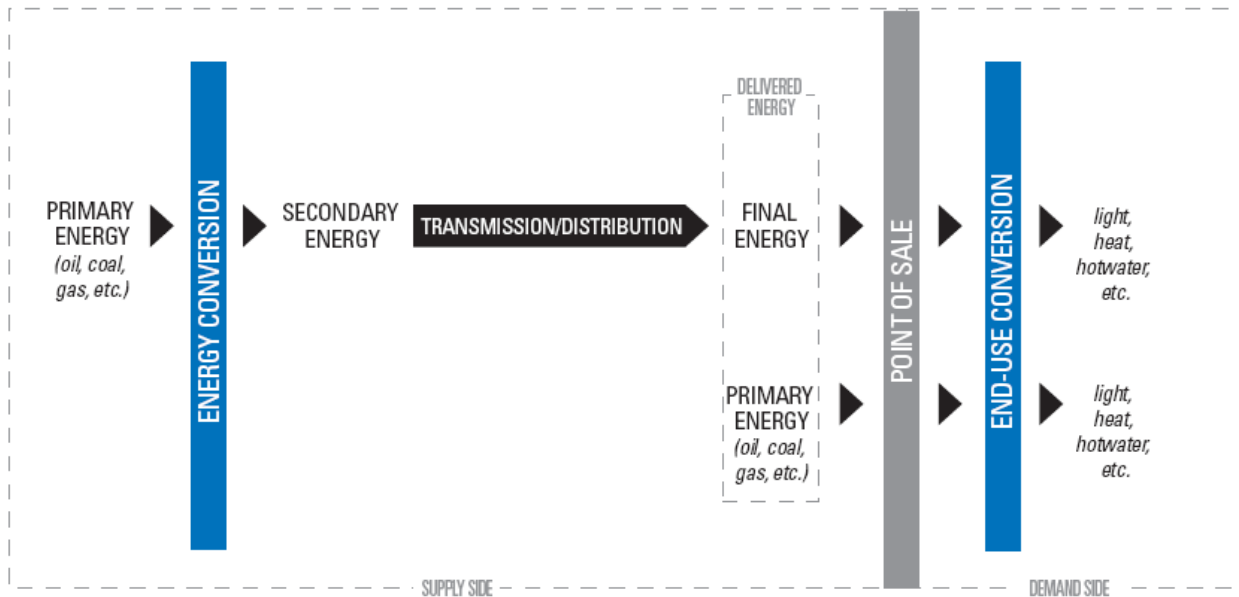 PRIMARY
ENERGY
(oil, coal,
gas, etc.)
ENERGY CONVERSION
SECONDARY
ENERGY
TRANSMISSION/DISTRIBUTION
DELIVERED
ENERGY
FINAL
ENERGY
PRIMARY
ENERGY
(oil, coal,
gas, etc.)
POINT OF SALE
END-USE CONVERSION
light,
heat,
hotwater,
etc.
light,
heat,
hotwater,
etc.
SUPPLY SIDE
DEMAND SIDE